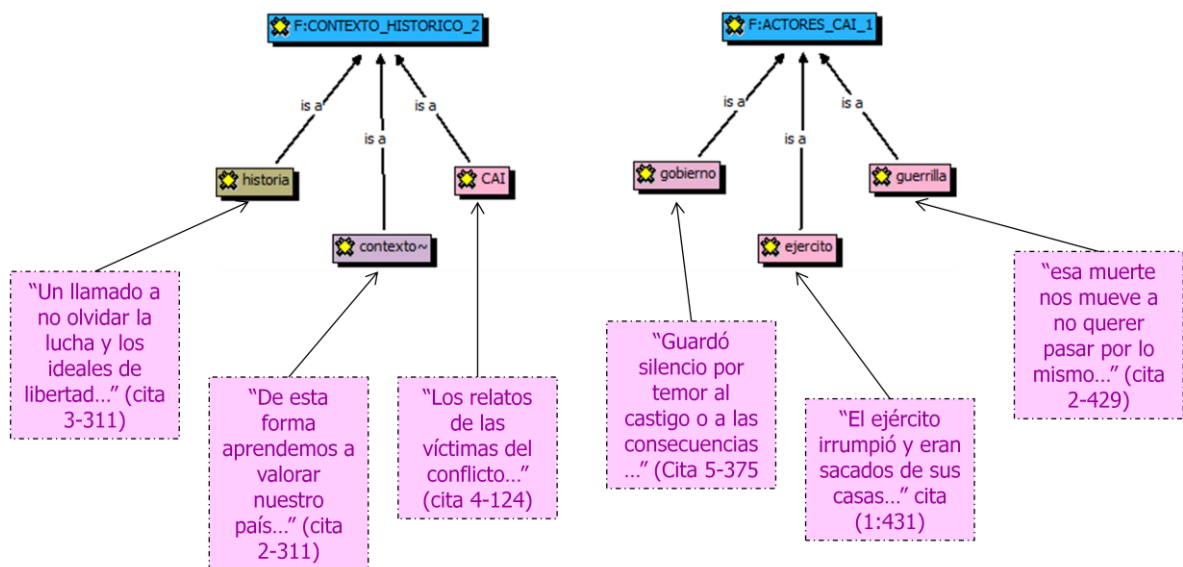 F:CONTEXTO_HISTORICO_2
F:ACTORES_CAI_1
is a
is a
is a
is a
is a
is a
historia
CAI
gobierno
guerrilla
contexto~
ejercito
“Un llamado a
no olvidar la
lucha y los
ideales de
libertad...” (cita
3-311)
“De esta
forma
aprendemos a
valorar
nuestro
país...” (cita
2-311)
“Los relatos
de las
víctimas del
conflicto...”
(cita 4-124)
“Guardó
silencio por
temor al
castigo o a las
consecuencias
...” (Cita 5-375
“El ejército
irrumpió y eran
sacados de sus
casas...” cita
(1:431)
“esa muerte
nos mueve a
no querer
pasar por lo
mismo...” (cita
2-429)